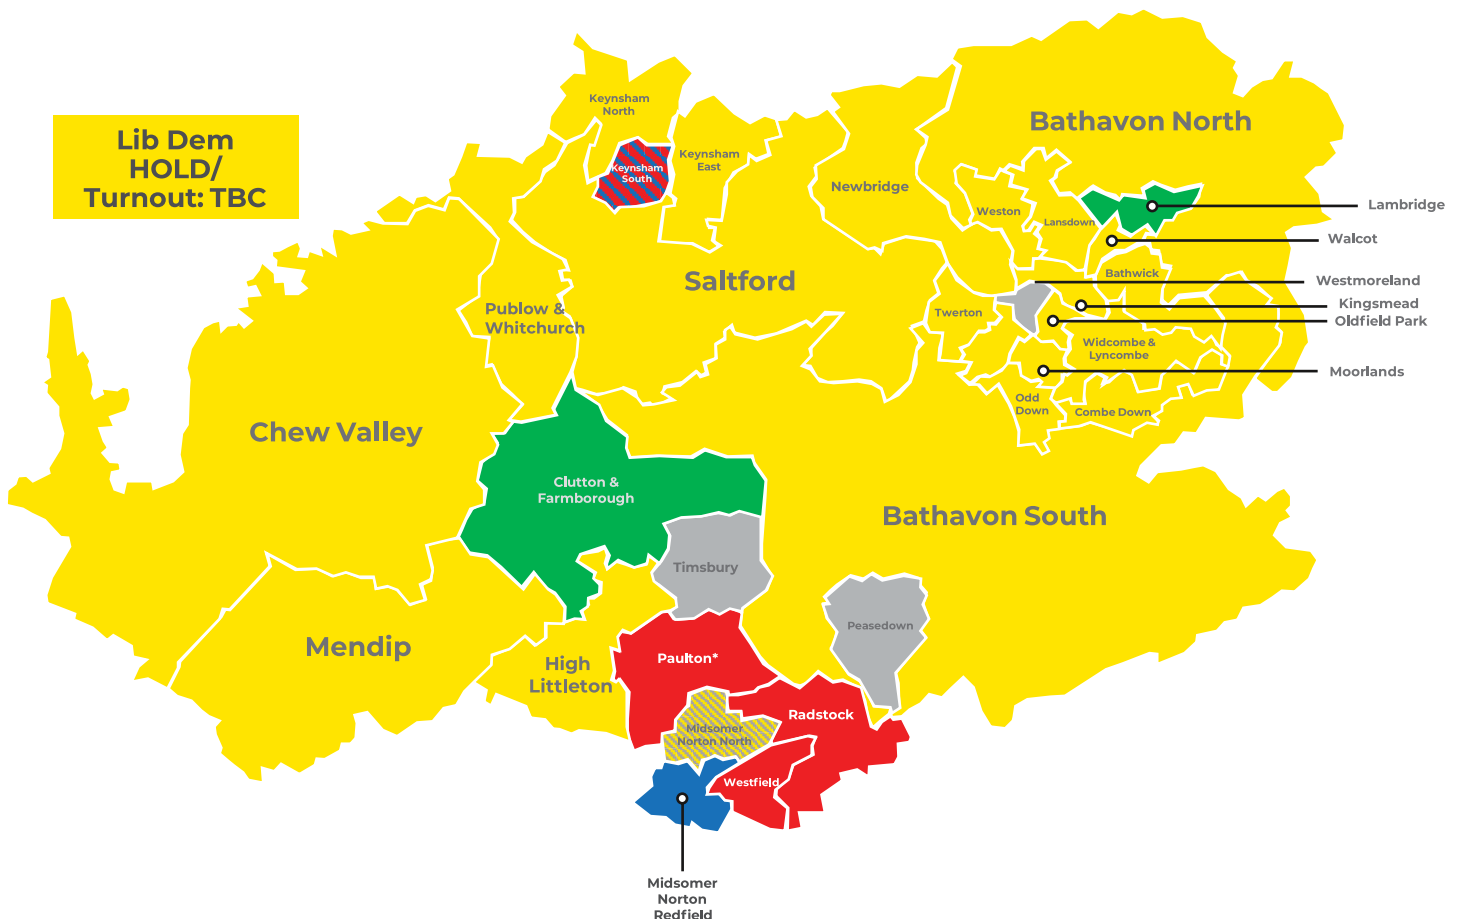 Lib Dem
HOLD/
Turnout: TBC
Keynsham
North
Keynsham
South
Keynsham
East
Newbridge
Bathavon North
Weston
Lansdown
Lambridge
Walcot
Bathwick
Westmoreland
Kingsmead
Oldfield Park
Saltford
Publow &
Whitchurch
Twerton
Widcombe &
Lyncombe
Moorlands
Odd
Down
Combe Down
Chew Valley
Clutton &
Farmborough
Bathavon South
Timsbury
Peasedown
Mendip
High
Littleton
Paulton*
Radstock
Midsomer
Norton North
Westfield
Midsomer
Norton
Redfield